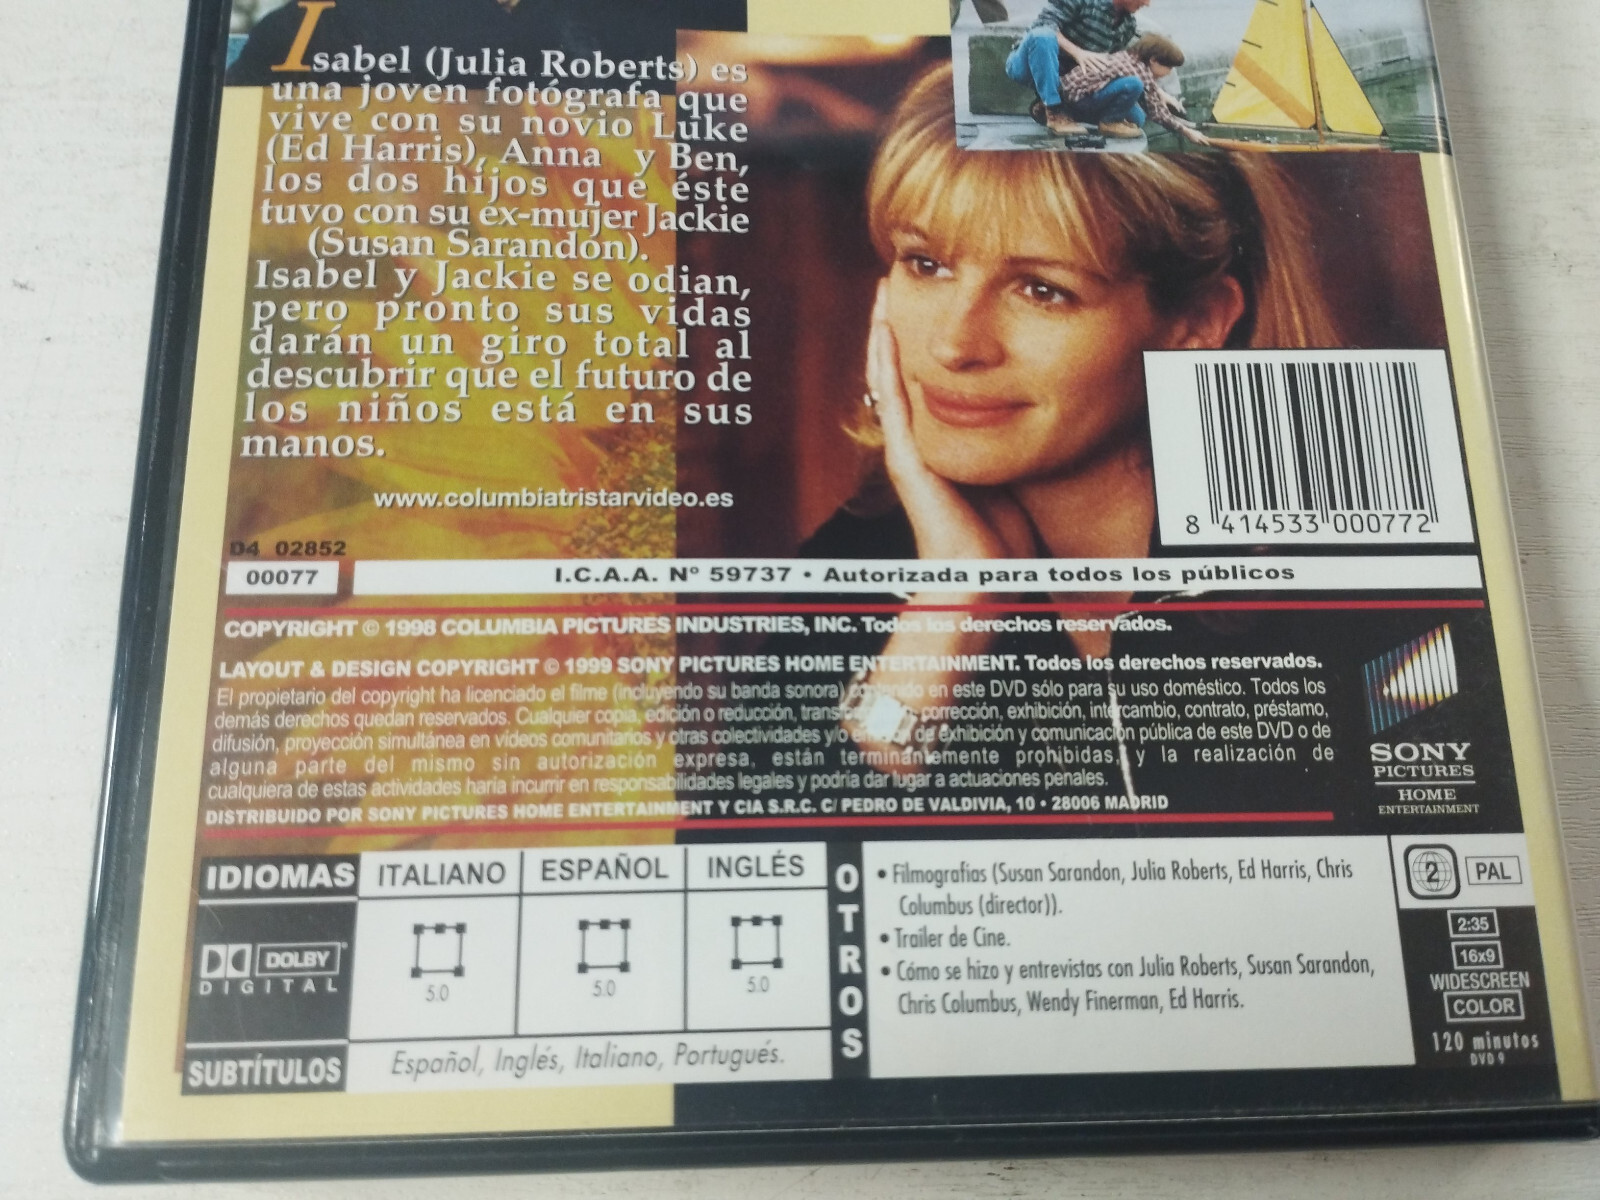 Isabel (Julia Roberts) es
una joven fotógrafa que
vive con su novio Luke
(Ed Harris), Anna y Ben,
los dos hijos que éste
tuvo con su ex-mujer Jackie
(Susan Sarandon).
Isabel y Jackie se odian,
pero pronto sus vidas
darán un giro total al
descubrir que el futuro de
los niños está en sus
manos.
www.columbiatristarvideo.es
8 414533 000772
D4 02852
00077
I.C.A.A. Nº 59737 • Autorizada para todos los públicos
COPYRIGHT © 1998 COLUMBIA PICTURES INDUSTRIES, INC. Todos los derechos reservados.
LAYOUT & DESIGN COPYRIGHT © 1999 SONY PICTURES HOME ENTERTAINMENT. Todos los derechos reservados.
El propietario del copyright ha licenciado el filme (incluyendo su banda sonora) contenido en este DVD sólo para su uso doméstico. Todos los
demás derechos quedan reservados. Cualquier copia, edición o reducción, corrección, exhibición, intercambio, contrato, préstamo,
difusión, proyección simultánea en vídeos comunitarios y otras colectividades y/o de exhibición y comunicación pública de este DVD o de
alguna parte del mismo sin autorización expresa, están terminántemente prohibidas, y la realización de
cualquiera de estas actividades haría incurrir en responsabilidades legales y podría dar lugar a actuaciones penales.
DISTRIBUIDO POR SONY PICTURES HOME ENTERTAINMENT Y CIA S.R.C. C/ PEDRO DE VALDIVIA, 10 • 28006 MADRID
SONY
PICTURES
HOME
ENTERTAINMENT
IDIOMAS ITALIANO ESPAÑOL INGLÉS
DOLBY
DIGITAL
5.0 5.0 5.0
SUBTÍTULOS Español, Inglés, Italiano, Portugués.
OTROS
• Filmografías (Susan Sarandon, Julia Roberts, Ed Harris, Chris
Columbus (director)).
• Trailer de Cine.
• Cómo se hizo y entrevistas con Julia Roberts, Susan Sarandon,
Chris Columbus, Wendy Finerman, Ed Harris.
2 PAL
2:35
16x9
WIDESCREEN
COLOR
120 minutos
DVD 9